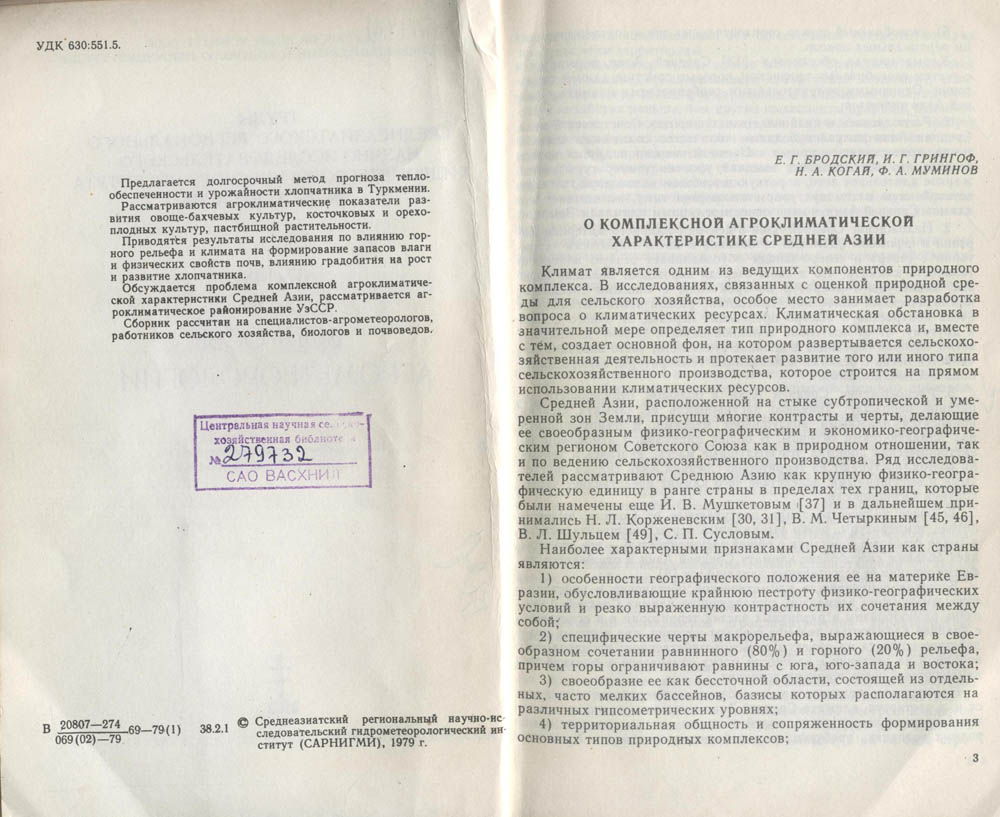 УДК 630:551.5.
Предлагается долгосрочный метод прогноза тепло-
обеспеченности и урожайности хлопчатника в Туркмении.
Рассматриваются агроклиматические показатели раз-
вития овоще-бахчевых культур, косточковых и орехо-
плодных культур, пастбищной растительности.
Приводятся результаты исследования по влиянию гор-
ного рельефа и климата на формирование запасов влаги
и физических свойств почв, влиянию градобития на рост
и развитие хлопчатника.
Обсуждается проблема комплексной агроклиматиче-
ской характеристики Средней Азии, рассматривается аг-
роклиматическое районирование УзССР.
Сборник рассчитан на специалистов-агрометеорологов,
работников сельского хозяйства, биологов и почвоведов.
Центральная научная
хозяйственная библиотека
№ 279732
САО ВАСХНИЛ
В 20807—274
069(02)—79 69—79(1) 38.2.1 © Среднеазиатский региональный научно-ис-
следовательский гидрометеорологический ин-
ститут (САРНИГМИ), 1979 г.
Е. Г. БРОДСКИЙ, И. Г. ГРИНГОФ,
Н. А. КОГАЙ, Ф. А. МУМИНОВ
О КОМПЛЕКСНОЙ АГРОКЛИМАТИЧЕСКОЙ
ХАРАКТЕРИСТИКЕ СРЕДНЕЙ АЗИИ
Климат является одним из ведущих компонентов природного
комплекса. В исследованиях, связанных с оценкой природной сре-
ды для сельского хозяйства, особое место занимает разработка
вопроса о климатических ресурсах. Климатическая обстановка в
значительной мере определяет тип природного комплекса и, вместе
с тем, создает основной фон, на котором развертывается сельскохо-
зяйственная деятельность и протекает развитие того или иного типа
сельскохозяйственного производства, которое строится на прямом
использовании климатических ресурсов.
Средней Азии, расположенной на стыке субтропической и уме-
ренной зон Земли, присущи многие контрасты и черты, делающие
ее своеобразным физико-географическим и экономико-географиче-
ским регионом Советского Союза как в природном отношении, так
и по ведению сельскохозяйственного производства. Ряд исследова-
телей рассматривают Среднюю Азию как крупную физико-геогра-
фическую единицу в ранге страны в пределах тех границ, которые
были намечены еще И. В. Мушкетовым [37] и в дальнейшем при-
нимались Н. Л. Корженевским [30, 31], В. М. Четыркиным [45, 46],
В. Л. Шульцем [49], С. П. Сусловым.
Наиболее характерными признаками Средней Азии как страны
являются:
1) особенности географического положения ее на материке Ев-
разии, обусловливающие крайнюю пестроту физико-географических
условий и резко выраженную контрастность их сочетания между
собой;
2) специфические черты макрорельефа, выражающиеся в свое-
образном сочетании равнинного (80%) и горного (20%) рельефа,
причем горы ограничивают равнины с юга, юго-запада и востока;
3) своеобразие ее как бессточной области, состоящей из отдель-
ных, часто мелких бассейнов, базисы которых располагаются на
различных гипсометрических уровнях;
4) территориальная общность и сопряженность формирования
основных типов природных комплексов;
3